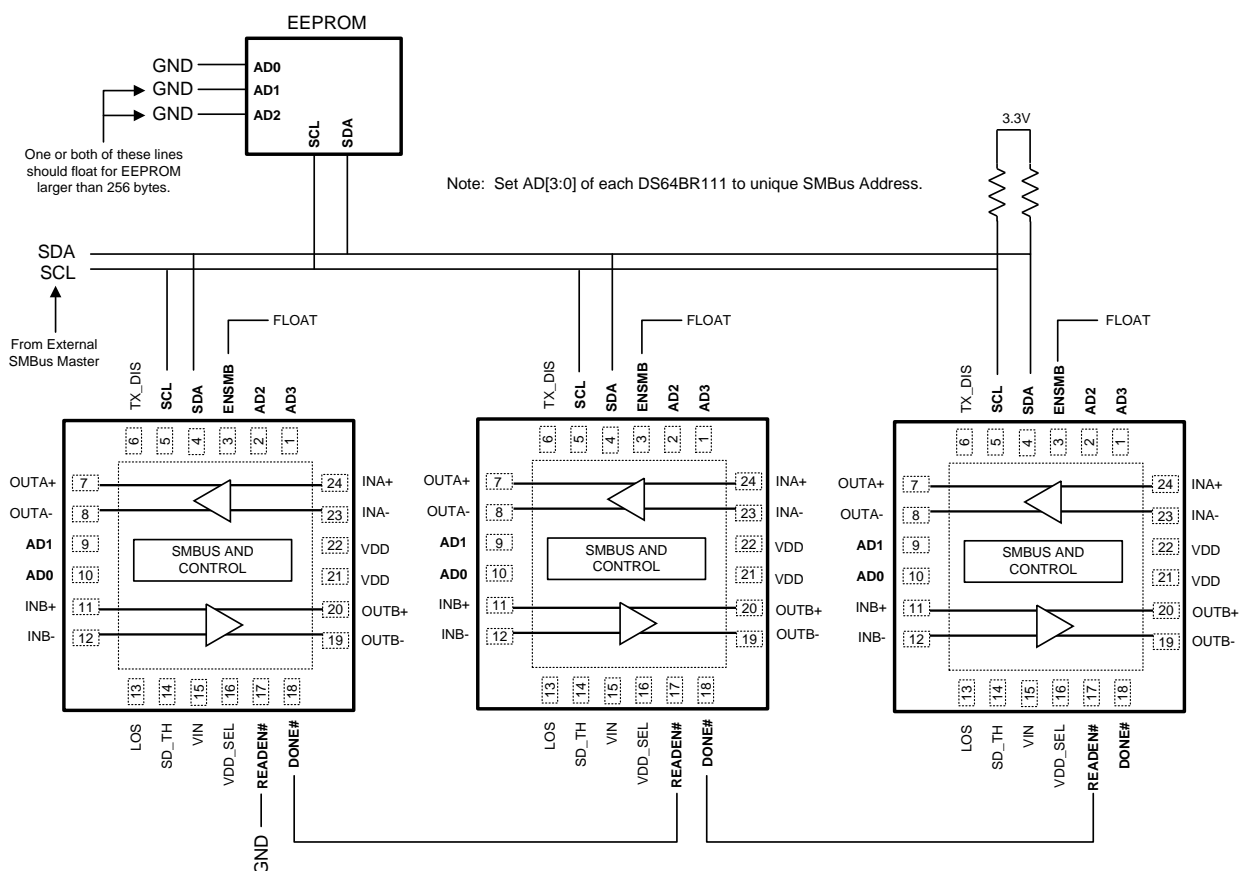 EEPROM
GND
AD0
GND
AD1
GND
AD2
SCL
SDA
One or both of these lines
should float for EEPROM
larger than 256 bytes.
Note: Set AD[3:0] of each DS64BR111 to unique SMBus Address.
3.3V
SDA
SCL
From External
SMBus Master
FLOAT
TX_DIS
SCL
SDA
ENSMB
AD2
AD3
6
5
4
3
2
1
OUTA+
7
24
INA+
OUTA-
8
23
INA-
AD1
9
22
VDD
AD0
10
21
VDD
SMBUS AND
CONTROL
INB+
11
20
OUTB+
INB-
12
19
OUTB-
13
14
15
16
17
18
LOS
SD_TH
VIN
VDD_SEL
READEN#
DONE#
GND
FLOAT
TX_DIS
SCL
SDA
ENSMB
AD2
AD3
6
5
4
3
2
1
OUTA+
7
24
INA+
OUTA-
8
23
INA-
AD1
9
22
VDD
AD0
10
21
VDD
SMBUS AND
CONTROL
INB+
11
20
OUTB+
INB-
12
19
OUTB-
13
14
15
16
17
18
LOS
SD_TH
VIN
VDD_SEL
READEN#
DONE#
FLOAT
TX_DIS
SCL
SDA
ENSMB
AD2
AD3
6
5
4
3
2
1
OUTA+
7
24
INA+
OUTA-
8
23
INA-
AD1
9
22
VDD
AD0
10
21
VDD
SMBUS AND
CONTROL
INB+
11
20
OUTB+
INB-
12
19
OUTB-
13
14
15
16
17
18
LOS
SD_TH
VIN
VDD_SEL
READEN#
DONE#